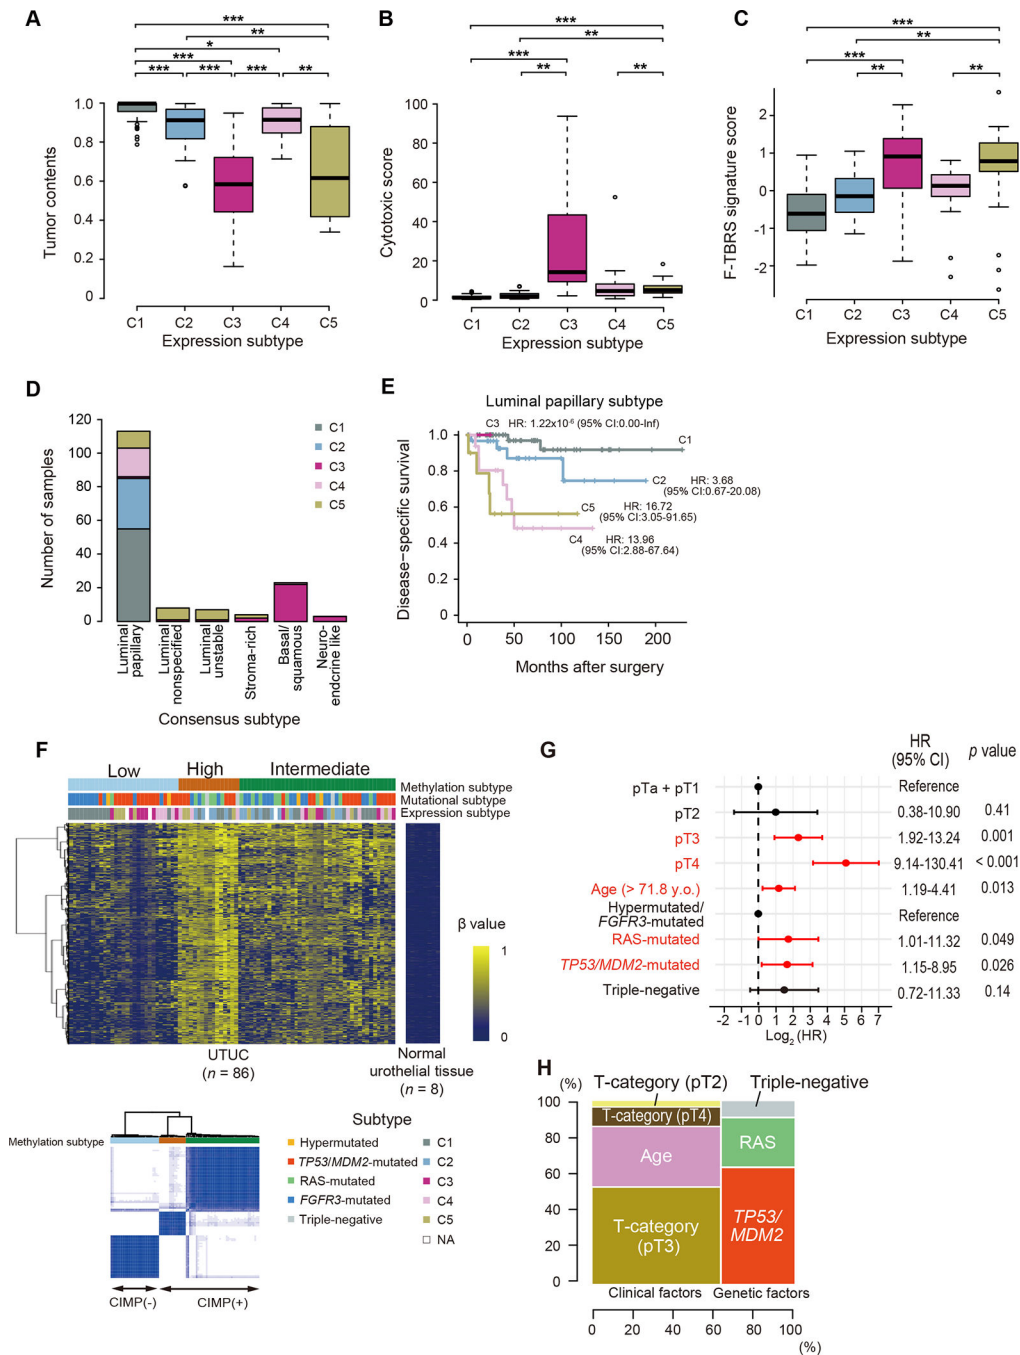 A
***
**
*
***
*** *** *** **
Tumor contents
1.0
0.8
0.6
0.4
0.2
0
C1 C2 C3 C4 C5
Expression subtype
B
***
**
***
** **
Cytotoxic score
100
80
60
40
20
0
C1 C2 C3 C4 C5
Expression subtype
C
***
**
***
** **
F-TBRS signature score
2
1
0
-1
-2
C1 C2 C3 C4 C5
Expression subtype
D
Number of samples
120
100
80
60
40
20
0
C1
C2
C3
C4
C5
Luminal
papillary
Luminal
nonspecified
Luminal
unstable
Stroma-rich
Basal/
squamous
Neuro-
endcrine like
Consensus subtype
E
Luminal papillary subtype
C3 HR: 1.22x10-6 (95% CI:0.00-Inf)
C1
C2 HR: 3.68
(95% CI:0.67-20.08)
C5 HR: 16.72
(95% CI:3.05-91.65)
C4 HR: 13.96
(95% CI:2.88-67.64)
Disease-specific survival
1.0
0.8
0.6
0.4
0.2
0
0 50 100 150 200
Months after surgery
F
Low High Intermediate
Methylation subtype
Mutational subtype
Expression subtype
β value
1
0
UTUC
(n = 86)
Normal
urothelial tissue
(n = 8)
Methylation subtype
CIMP(-) CIMP(+)
Subtype
Hypermutated
TP53/MDM2-mutated
RAS-mutated
FGFR3-mutated
Triple-negative
C1
C2
C3
C4
C5
NA
G
HR
(95% CI) p value
pTa + pT1 Reference
pT2 0.38-10.90 0.41
pT3 1.92-13.24 0.001
pT4 9.14-130.41 < 0.001
Age (> 71.8 y.o.) 1.19-4.41 0.013
Hypermutated/
FGFR3-mutated Reference
RAS-mutated 1.01-11.32 0.049
TP53/MDM2-mutated 1.15-8.95 0.026
Triple-negative 0.72-11.33 0.14
-2 -1 0 1 2 3 4 5 6 7
Log2 (HR)
H
(%)
T-category (pT2) Triple-negative
100
80
60
40
20
0
T-category (pT4)
Age
T-category
(pT3)
RAS
TP53/
MDM2
Clinical factors Genetic factors
0 20 40 60 80 100
(%)